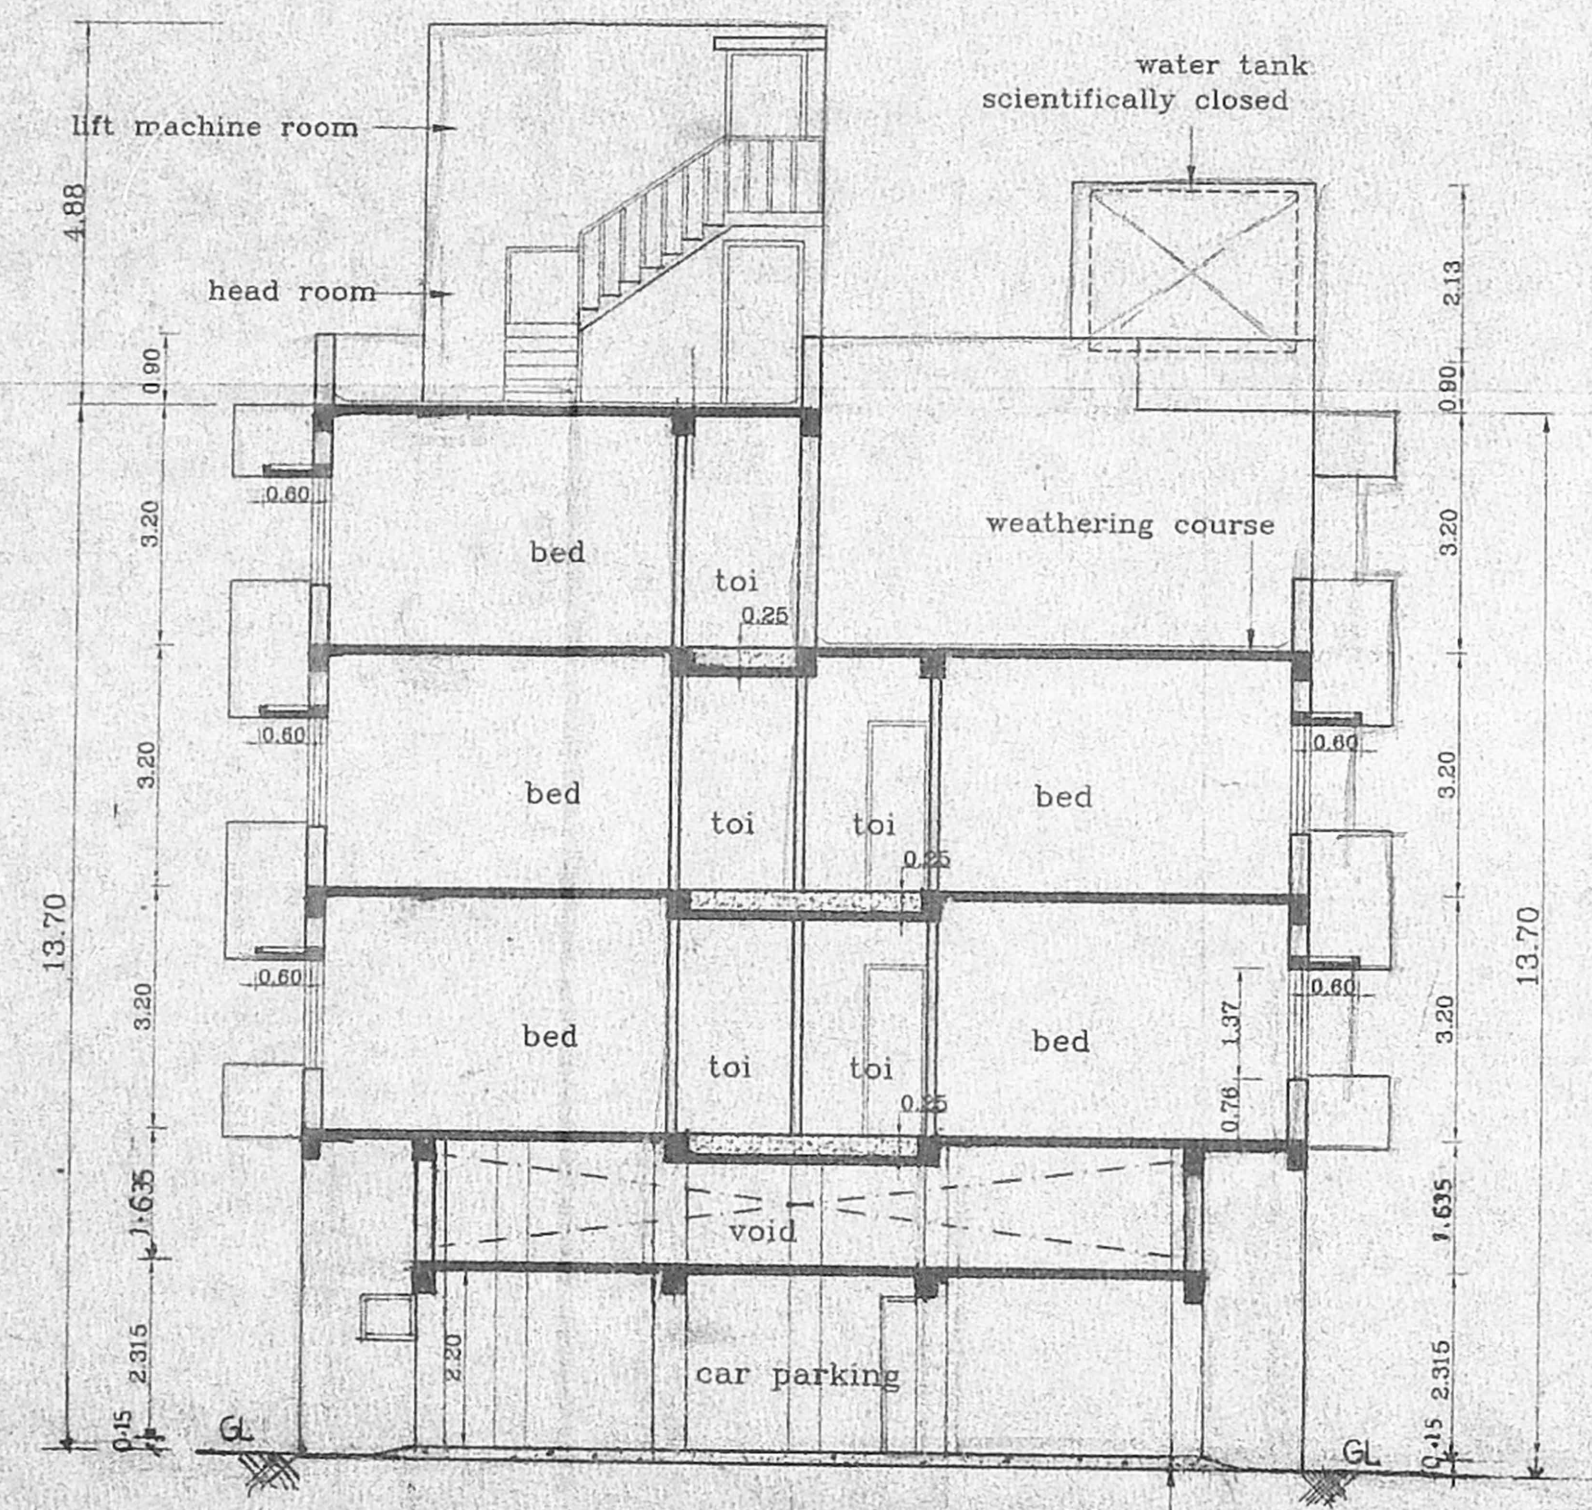 water tank
scientifically closed
lift machine room
4.88
head room
2.13
0.90
0.90
0.60
3.20
bed
toi
0.25
weathering course
3.20
0.60
0.60
3.20
bed
toi
toi
bed
3.20
0.25
13.70
13.70
0.60
0.60
3.20
bed
toi
toi
bed
1.37
3.20
0.25
0.76
1.635
void
1.635
2.315
2.20
car parking
2.315
0.15
GL
GL
0.15